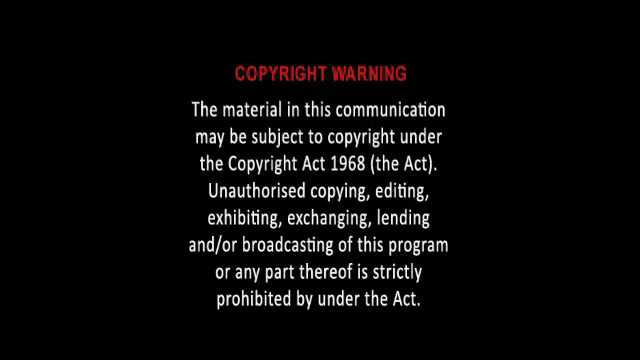 COPYRIGHT WARNING
The material in this communication
may be subject to copyright under
the Copyright Act 1968 (the Act).
Unauthorised copying, editing,
exhibiting, exchanging, lending
and/or broadcasting of this program
or any part thereof is strictly
prohibited by under the Act.